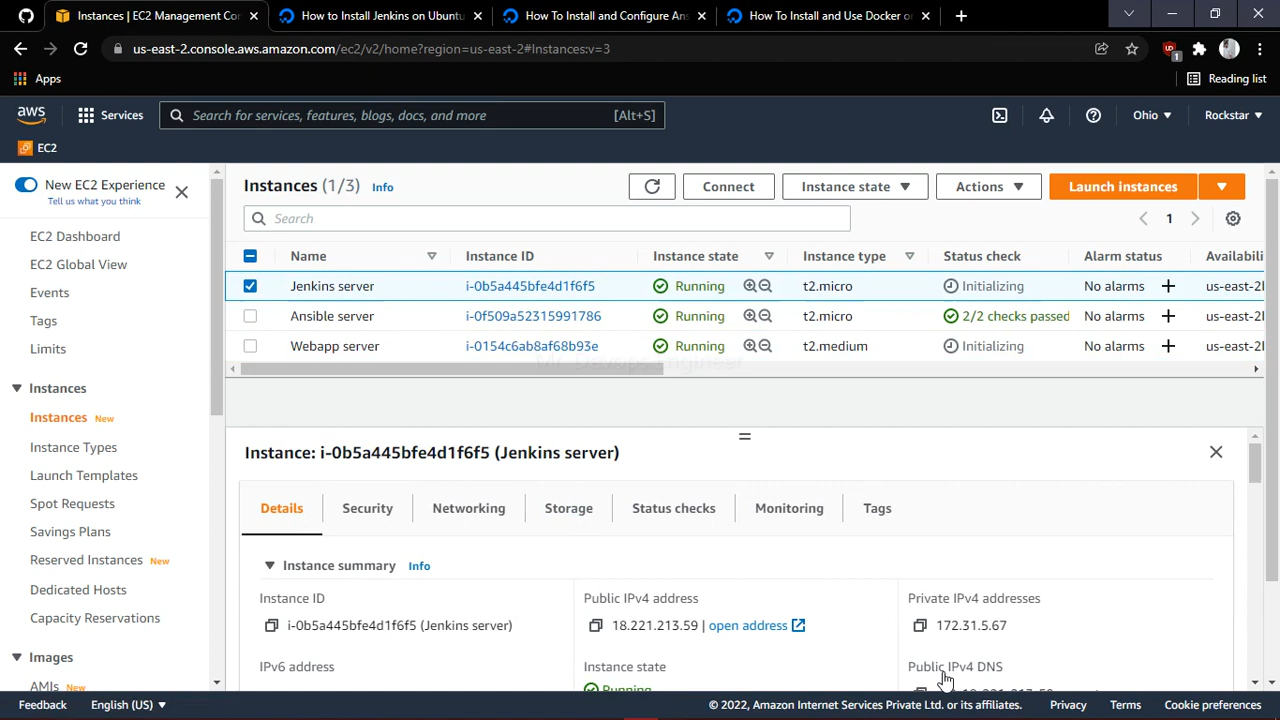 Instances | EC2 Management Co
How to Install Jenkins on Ubuntu
How To Install and Configure Ans
How To Install and Use Docker o
us-east-2.console.aws.amazon.com/ec2/v2/home?region=us-east-2#Instances:v=3
Apps
Reading list
aws
Services
Search for services, features, blogs, docs, and more
[Alt+S]
Ohio
Rockstar
EC2
New EC2 Experience
Tell us what you think
EC2 Dashboard
EC2 Global View
Events
Tags
Limits
Instances
Instances New
Instance Types
Launch Templates
Spot Requests
Savings Plans
Reserved Instances New
Dedicated Hosts
Capacity Reservations
Images
AMIs New
Instances (1/3) Info
Connect
Instance state
Actions
Launch instances
Search
1
Name Instance ID Instance state Instance type Status check Alarm status Availabili
Jenkins server i-0b5a445bfe4d1f6f5 Running t2.micro Initializing No alarms + us-east-2
Ansible server i-0f509a52315991786 Running t2.micro 2/2 checks passed No alarms + us-east-2
Webapp server i-0154c6ab8af68b93e Running t2.medium Initializing No alarms + us-east-2
Mr. Devops Engineer
Instance: i-0b5a445bfe4d1f6f5 (Jenkins server)
Details Security Networking Storage Status checks Monitoring Tags
Instance summary Info
Instance ID
i-0b5a445bfe4d1f6f5 (Jenkins server)
Public IPv4 address
18.221.213.59 | open address
Private IPv4 addresses
172.31.5.67
IPv6 address
Instance state
Running
Public IPv4 DNS
Feedback
English (US)
© 2022, Amazon Internet Services Private Ltd. or its affiliates.
Privacy
Terms
Cookie preferences